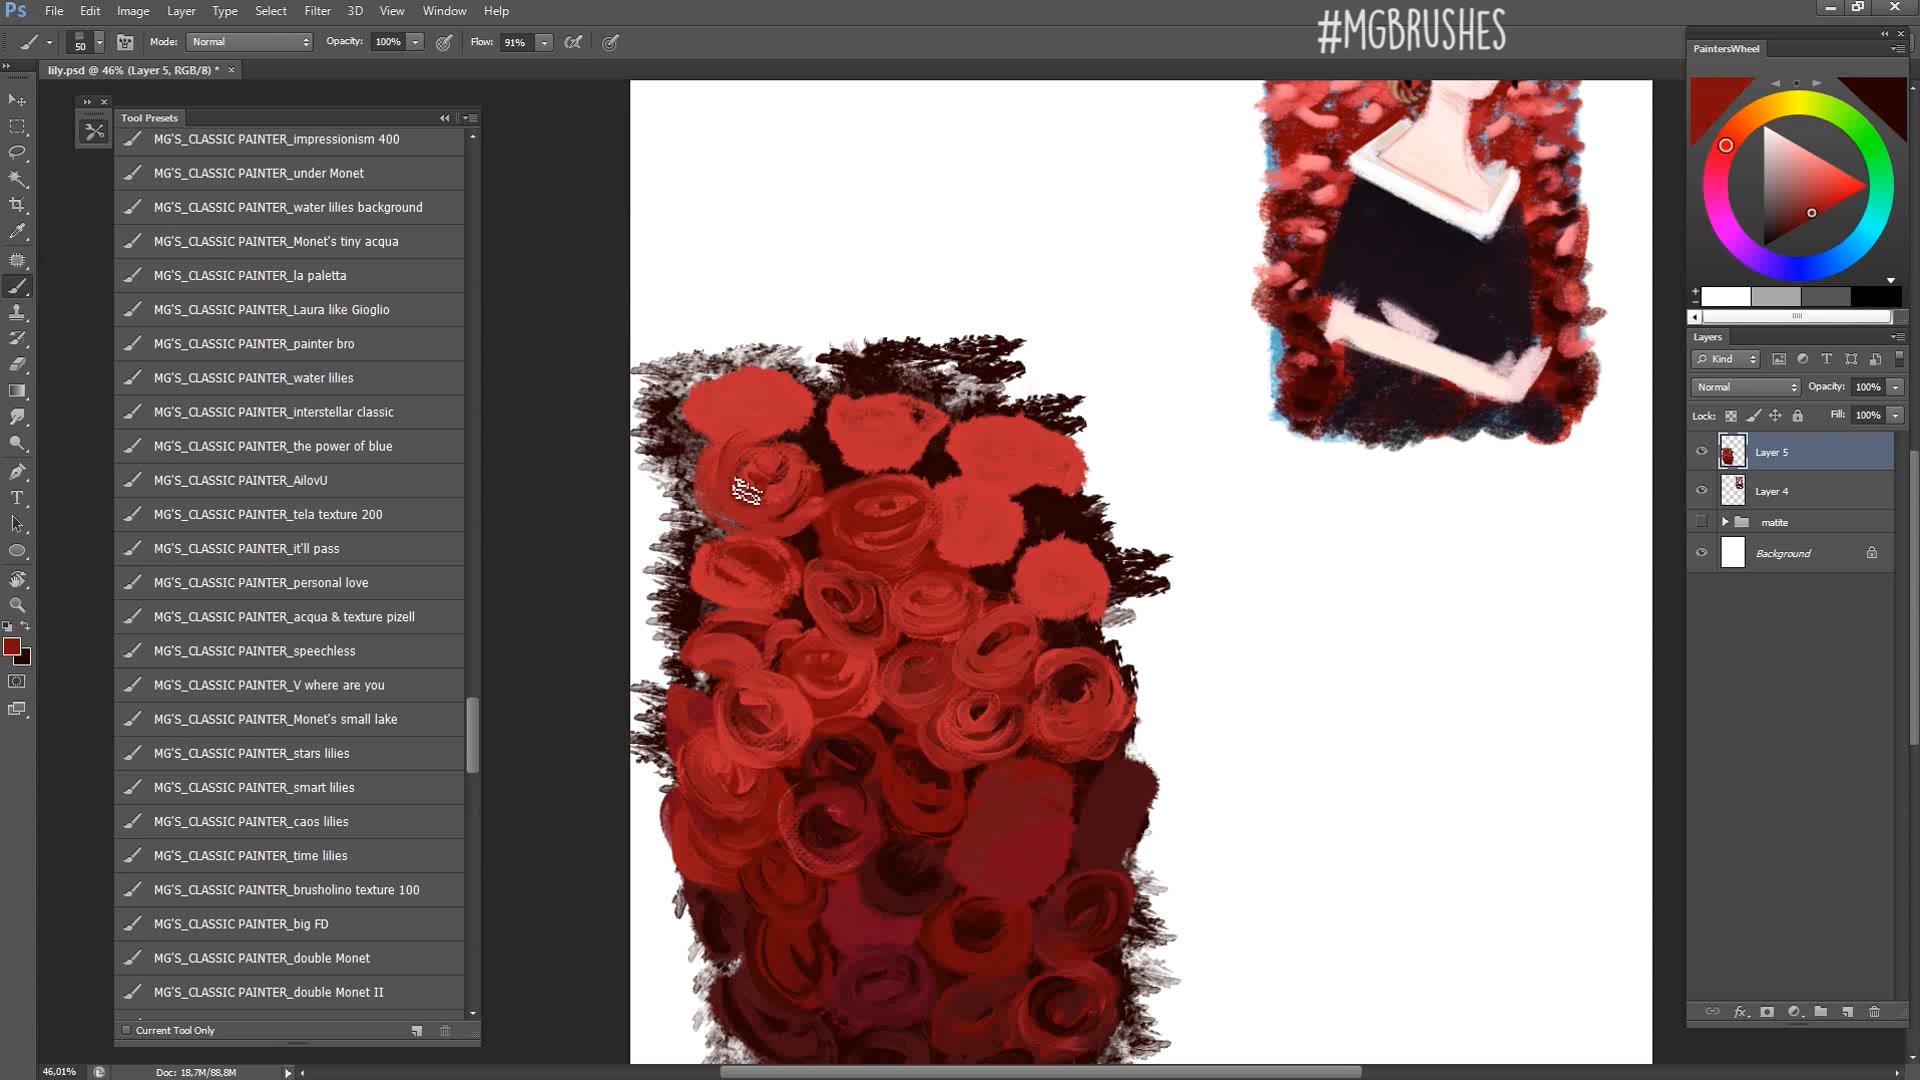 Ps File Edit Image Layer Type Select Filter 3D View Window Help
#MGBRUSHES
50 Mode: Normal Opacity: 100% Flow: 91%
lily.psd @ 46% (Layer 5, RGB/8) *
Tool Presets
MG'S_CLASSIC PAINTER_impressionism 400
MG'S_CLASSIC PAINTER_under Monet
MG'S_CLASSIC PAINTER_water lilies background
MG'S_CLASSIC PAINTER_Monet's tiny acqua
MG'S_CLASSIC PAINTER_la paletta
MG'S_CLASSIC PAINTER_Laura like Gioglio
MG'S_CLASSIC PAINTER_painter bro
MG'S_CLASSIC PAINTER_water lilies
MG'S_CLASSIC PAINTER_interstellar classic
MG'S_CLASSIC PAINTER_the power of blue
MG'S_CLASSIC PAINTER_AilovU
MG'S_CLASSIC PAINTER_tela texture 200
MG'S_CLASSIC PAINTER_it'll pass
MG'S_CLASSIC PAINTER_personal love
MG'S_CLASSIC PAINTER_acqua & texture pizell
MG'S_CLASSIC PAINTER_speechless
MG'S_CLASSIC PAINTER_V where are you
MG'S_CLASSIC PAINTER_Monet's small lake
MG'S_CLASSIC PAINTER_stars lilies
MG'S_CLASSIC PAINTER_smart lilies
MG'S_CLASSIC PAINTER_caos lilies
MG'S_CLASSIC PAINTER_time lilies
MG'S_CLASSIC PAINTER_brusholino texture 100
MG'S_CLASSIC PAINTER_big FD
MG'S_CLASSIC PAINTER_double Monet
MG'S_CLASSIC PAINTER_double Monet II
Current Tool Only
PaintersWheel
Layers
Kind
Normal Opacity: 100%
Lock: Fill: 100%
Layer 5
Layer 4
matite
Background
fx
46,01% Doc: 18,7M/88,8M